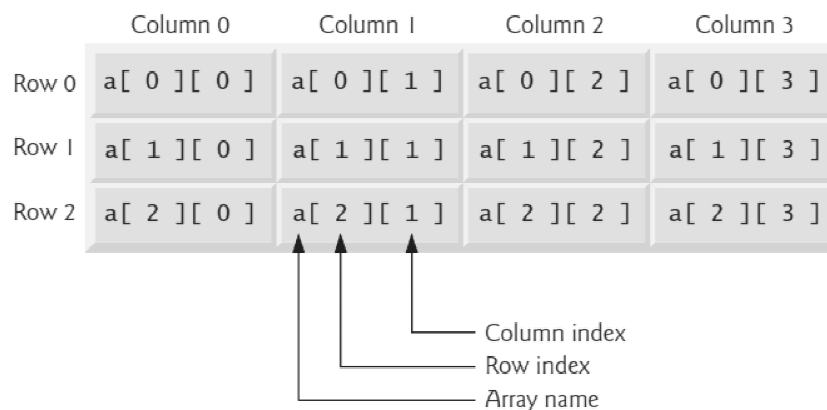 Column 0 Column 1 Column 2 Column 3
Row 0 a[ 0 ][ 0 ] a[ 0 ][ 1 ] a[ 0 ][ 2 ] a[ 0 ][ 3 ]
Row 1 a[ 1 ][ 0 ] a[ 1 ][ 1 ] a[ 1 ][ 2 ] a[ 1 ][ 3 ]
Row 2 a[ 2 ][ 0 ] a[ 2 ][ 1 ] a[ 2 ][ 2 ] a[ 2 ][ 3 ]
Column index
Row index
Array name